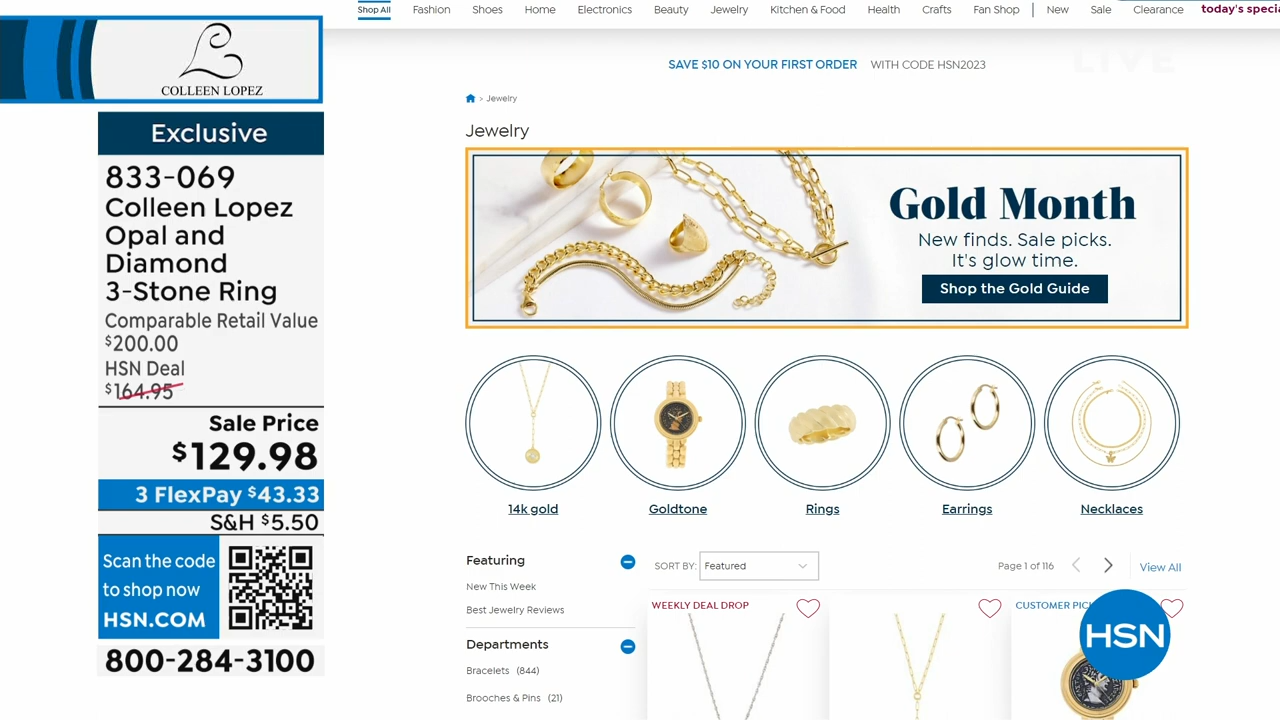 COLLEEN LOPEZ
Exclusive
833-069
Colleen Lopez
Opal and
Diamond
3-Stone Ring
Comparable Retail Value
$200.00
HSN Deal
$164.95
Sale Price
$129.98
3 FlexPay $43.33
S&H $5.50
Scan the code
to shop now
HSN.COM
800-284-3100
Shop All Fashion Shoes Home Electronics Beauty Jewelry Kitchen & Food Health Crafts Fan Shop | New Sale Clearance today's specia
SAVE $10 ON YOUR FIRST ORDER WITH CODE HSN2023
LIVE
> Jewelry
Jewelry
Gold Month
New finds. Sale picks.
It's glow time.
Shop the Gold Guide
14k gold Goldtone Rings Earrings Necklaces
Featuring
New This Week
Best Jewelry Reviews
Departments
Bracelets (844)
Brooches & Pins (21)
SORT BY: Featured Page 1 of 116 View All
WEEKLY DEAL DROP CUSTOMER PIC
HSN